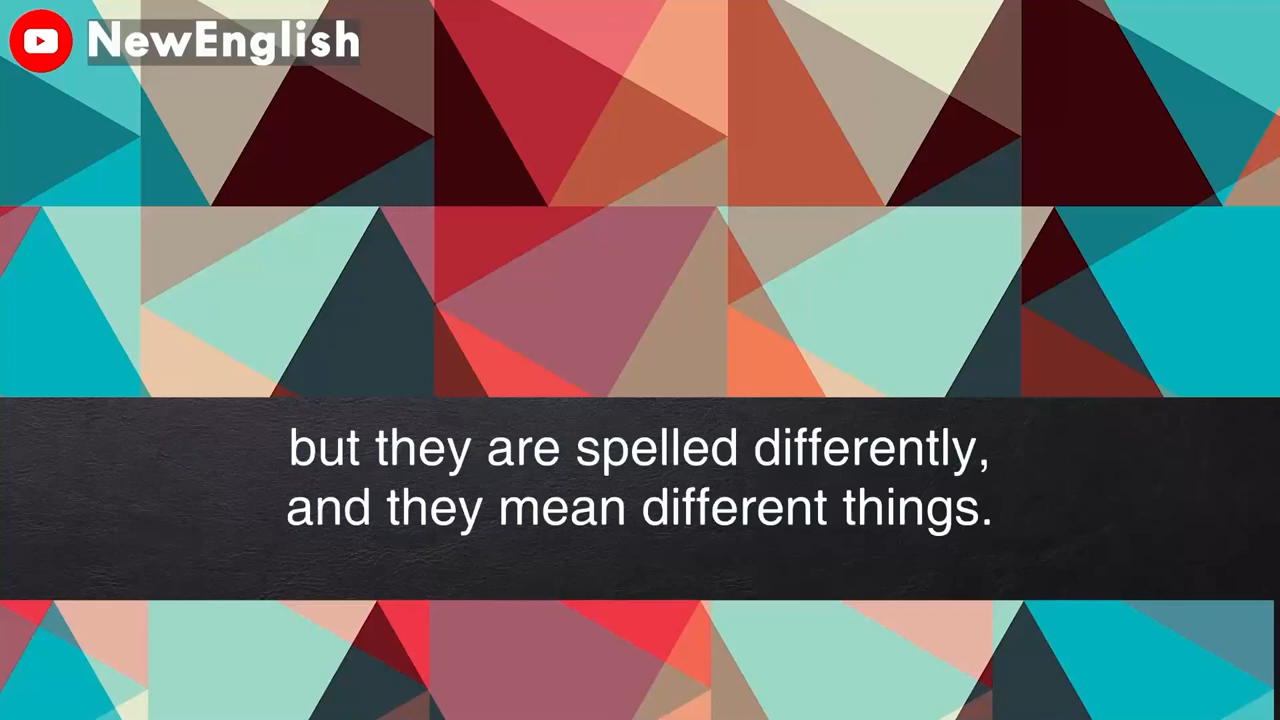 NewEnglish
but they are spelled differently,
and they mean different things.